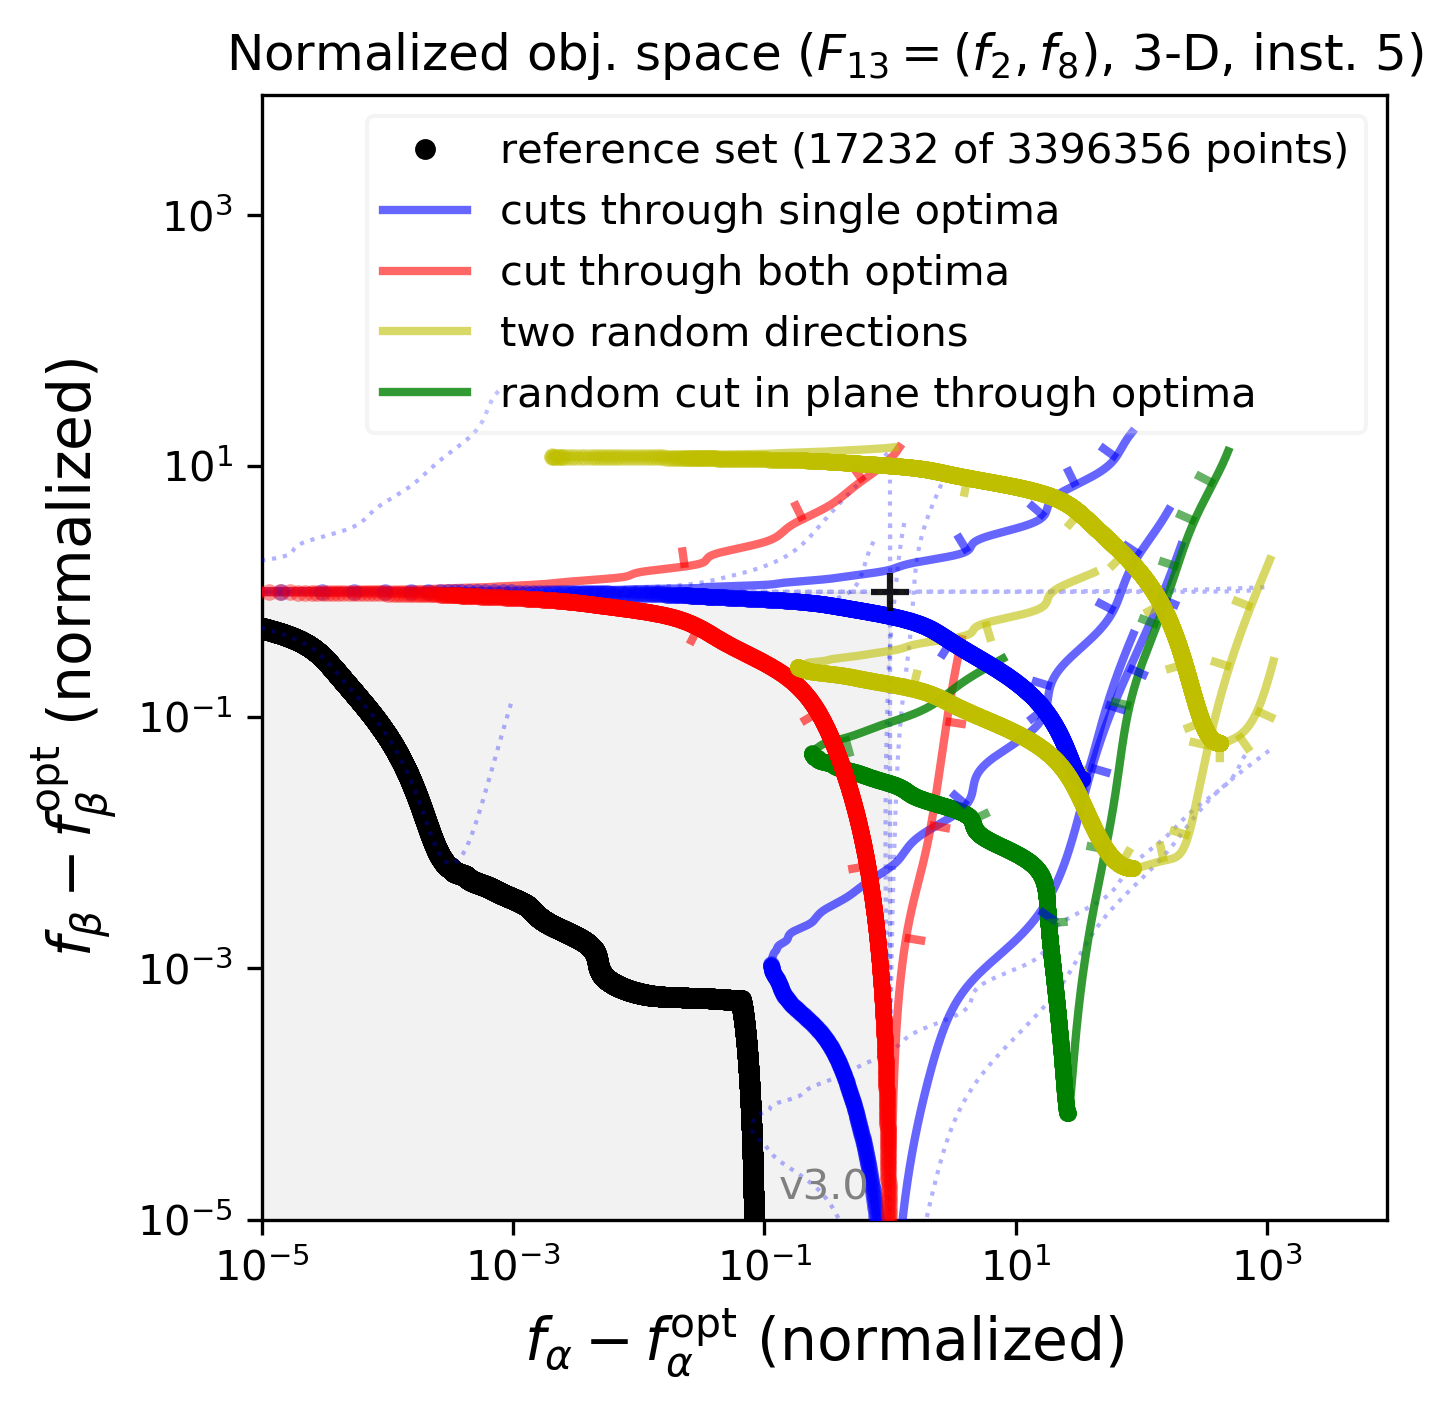 Normalized obj. space (F₁₃ = (f₂, f₈), 3-D, inst. 5)
reference set (17232 of 3396356 points)
cuts through single optima
cut through both optima
two random directions
random cut in plane through optima
10³
10¹
10⁻¹
10⁻³
10⁻⁵
f_β − f_β^opt (normalized)
v3.0
10⁻⁵
10⁻³
10⁻¹
10¹
10³
f_α − f_α^opt (normalized)